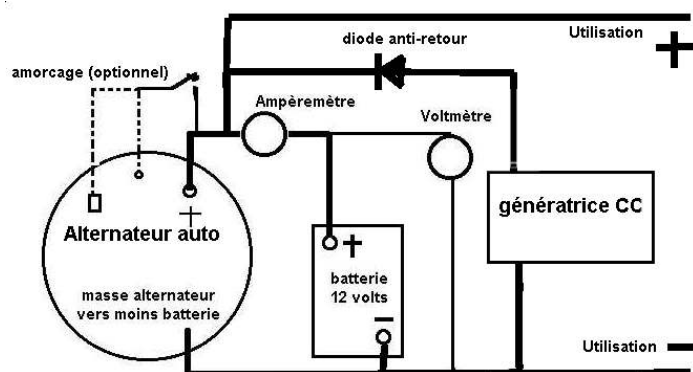 diode anti-retour
Utilisation
+
amorcage (optionnel)
Ampèremètre
Voltmètre
génératrice CC
+
Alternateur auto
+
batterie
12 volts
masse alternateur
vers moins batterie
−
Utilisation −